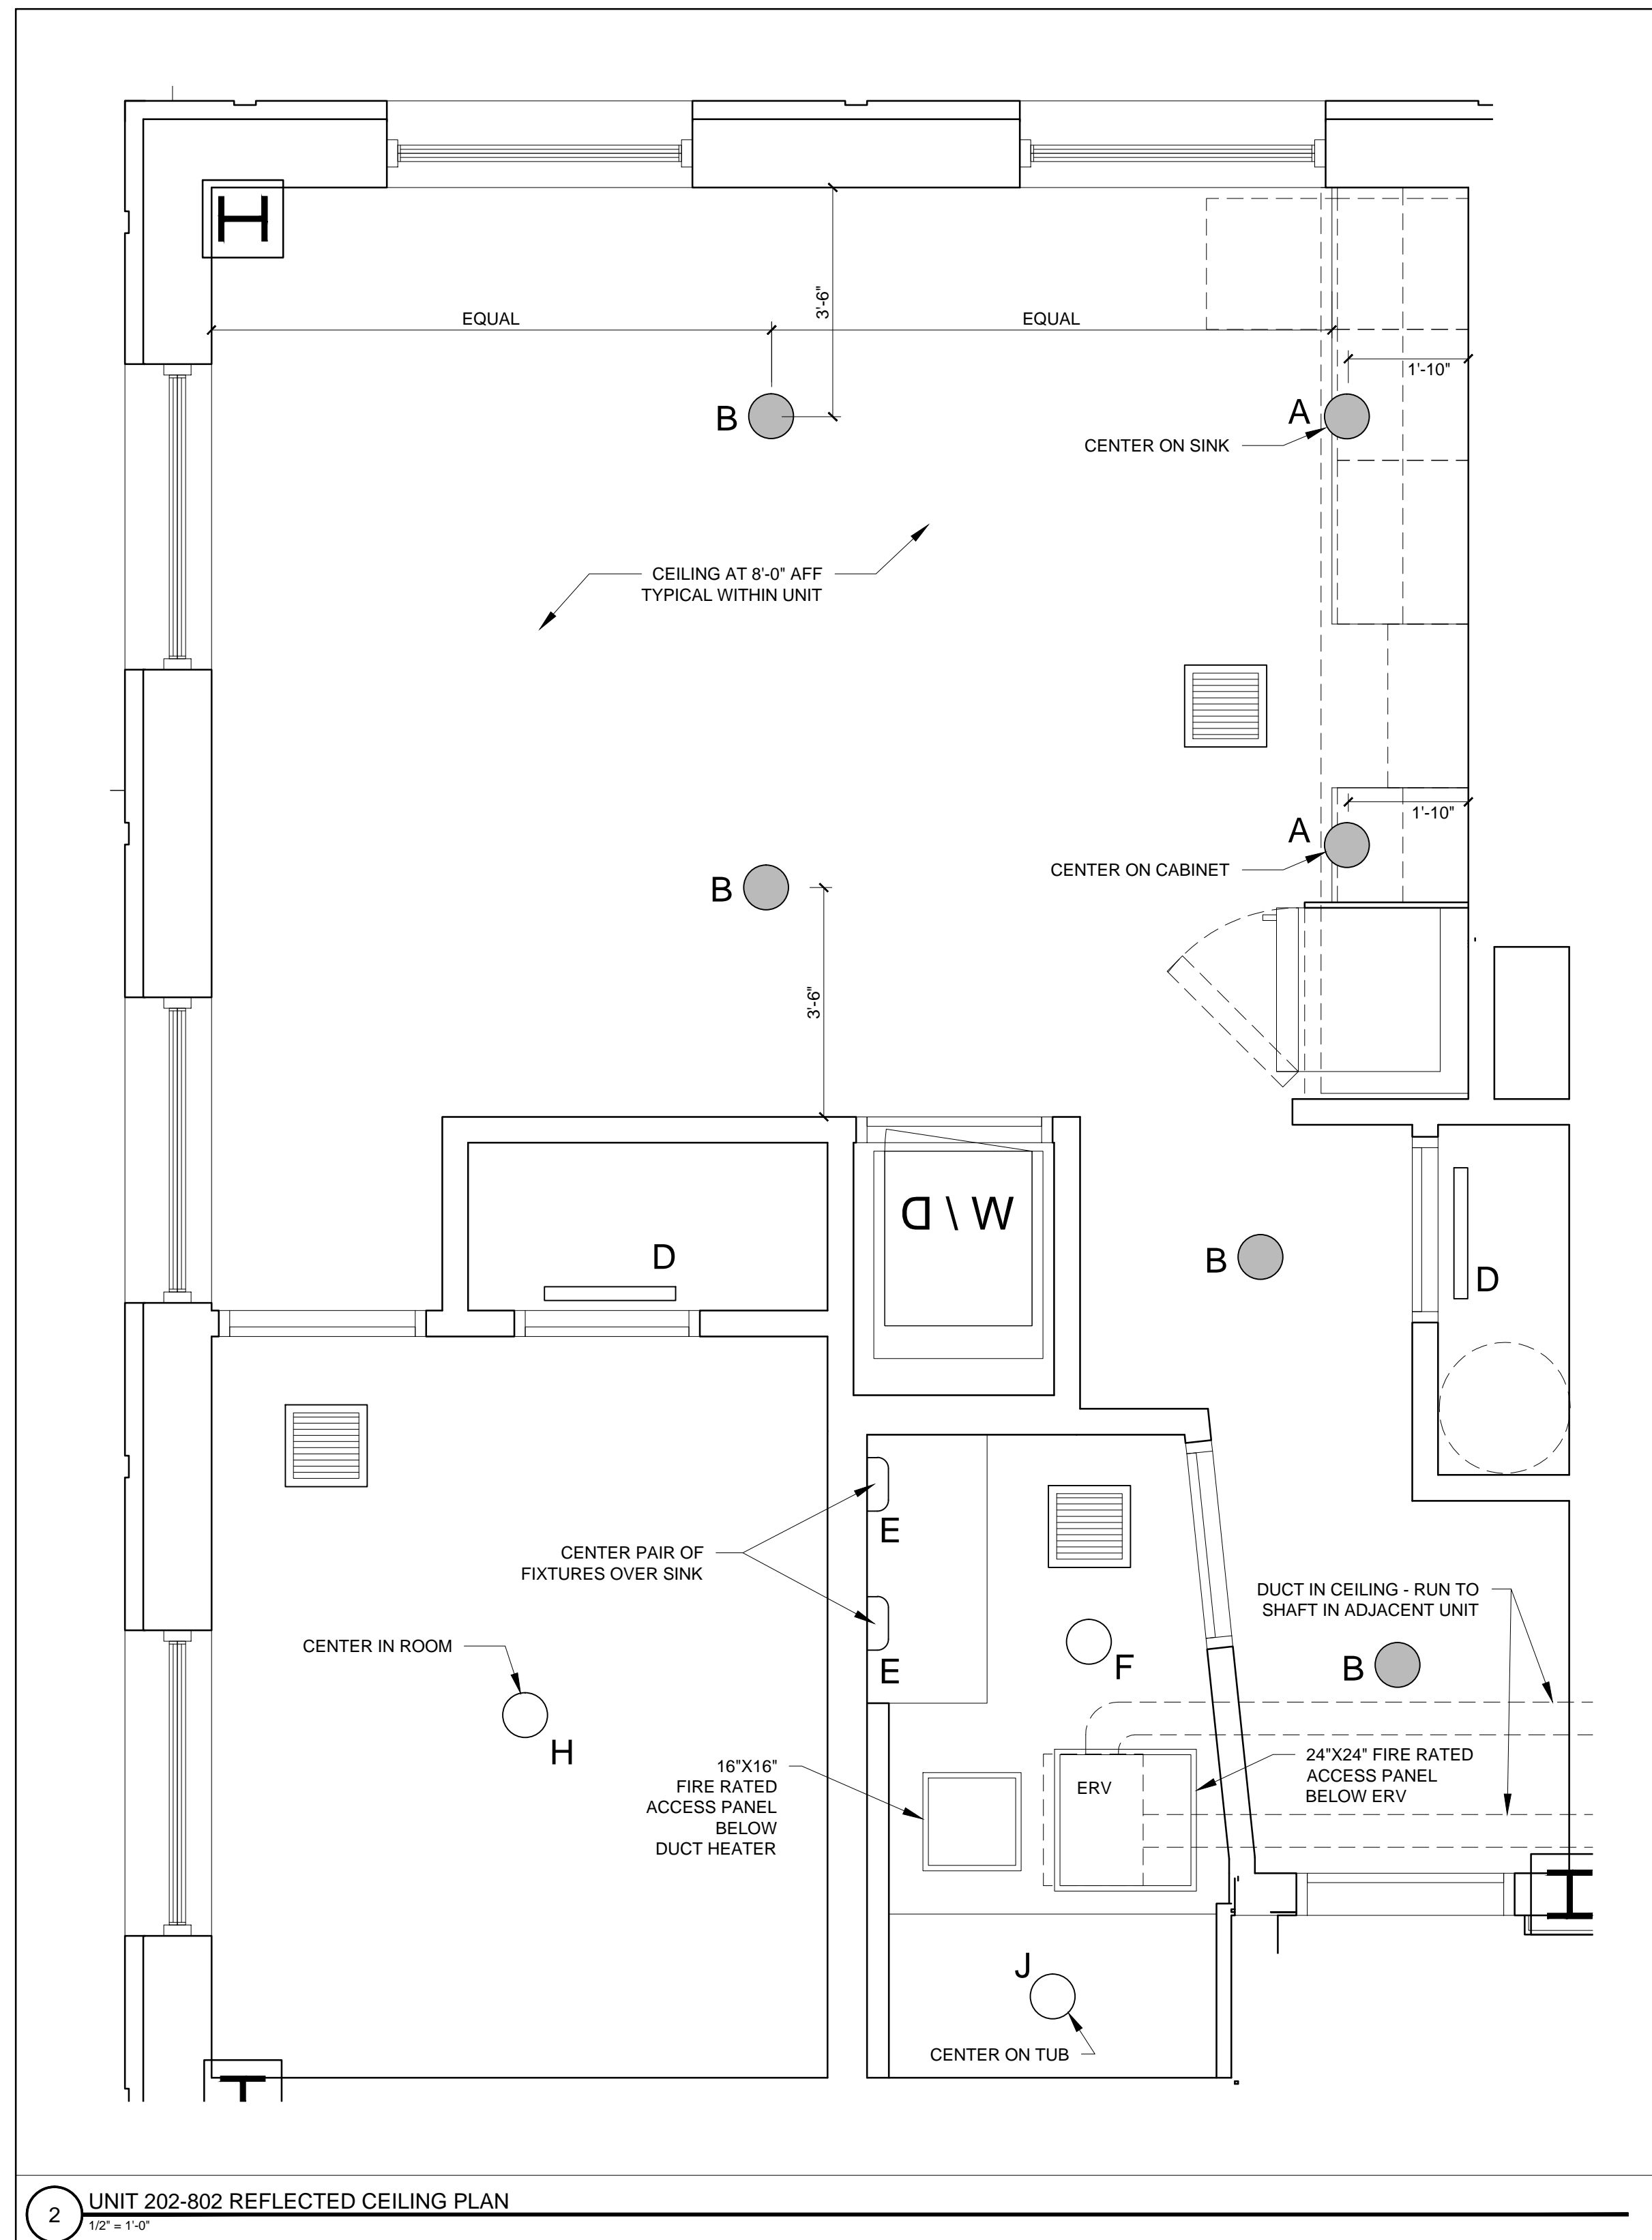 EQUAL
3'-6"
EQUAL
1'-10"
B
A
CENTER ON SINK
CEILING AT 8'-0" AFF
TYPICAL WITHIN UNIT
1'-10"
A
CENTER ON CABINET
B
3'-6"
W \ D
D
B
D
E
CENTER PAIR OF
FIXTURES OVER SINK
DUCT IN CEILING - RUN TO
SHAFT IN ADJACENT UNIT
CENTER IN ROOM
E
F
B
H
16"X16"
FIRE RATED
ACCESS PANEL
BELOW
DUCT HEATER
ERV
24"X24" FIRE RATED
ACCESS PANEL
BELOW ERV
J
CENTER ON TUB
2
UNIT 202-802 REFLECTED CEILING PLAN
1/2" = 1'-0"